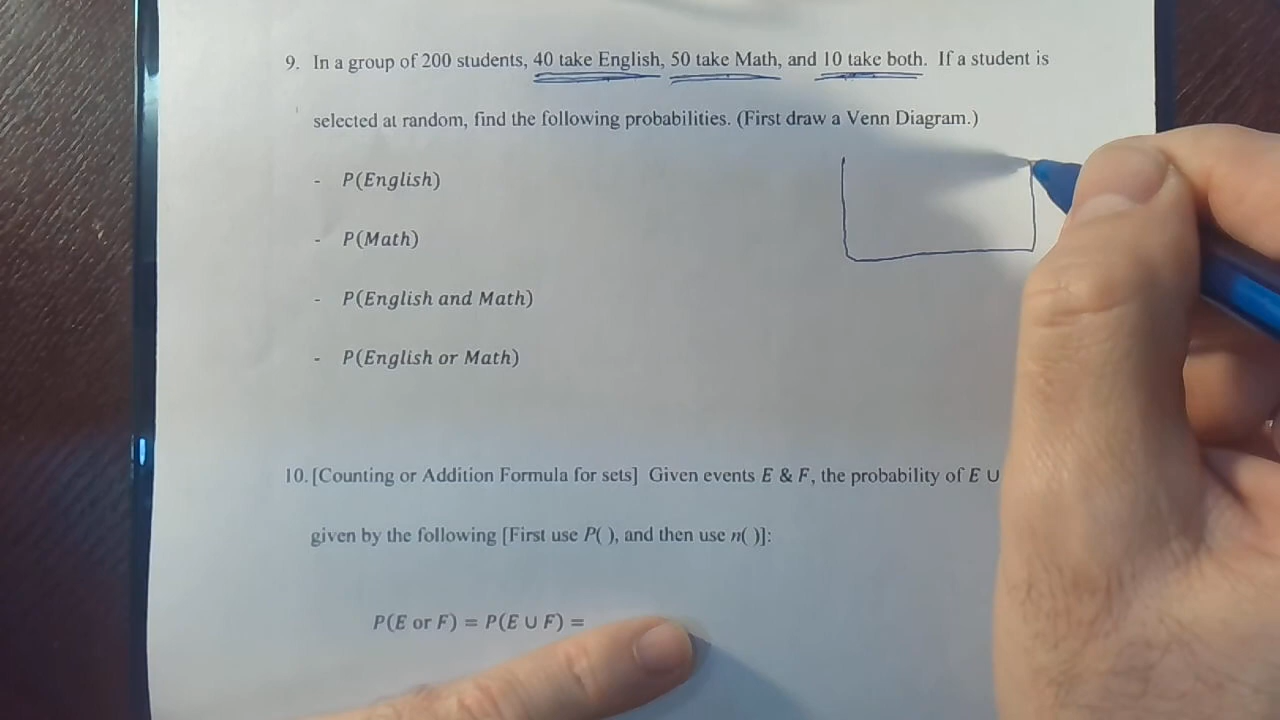 9. In a group of 200 students, 40 take English, 50 take Math, and 10 take both. If a student is
selected at random, find the following probabilities. (First draw a Venn Diagram.)
- P(English)
- P(Math)
- P(English and Math)
- P(English or Math)
10. [Counting or Addition Formula for sets] Given events E & F, the probability of E ∪
given by the following [First use P( ), and then use n( )]:
P(E or F) = P(E ∪ F) =